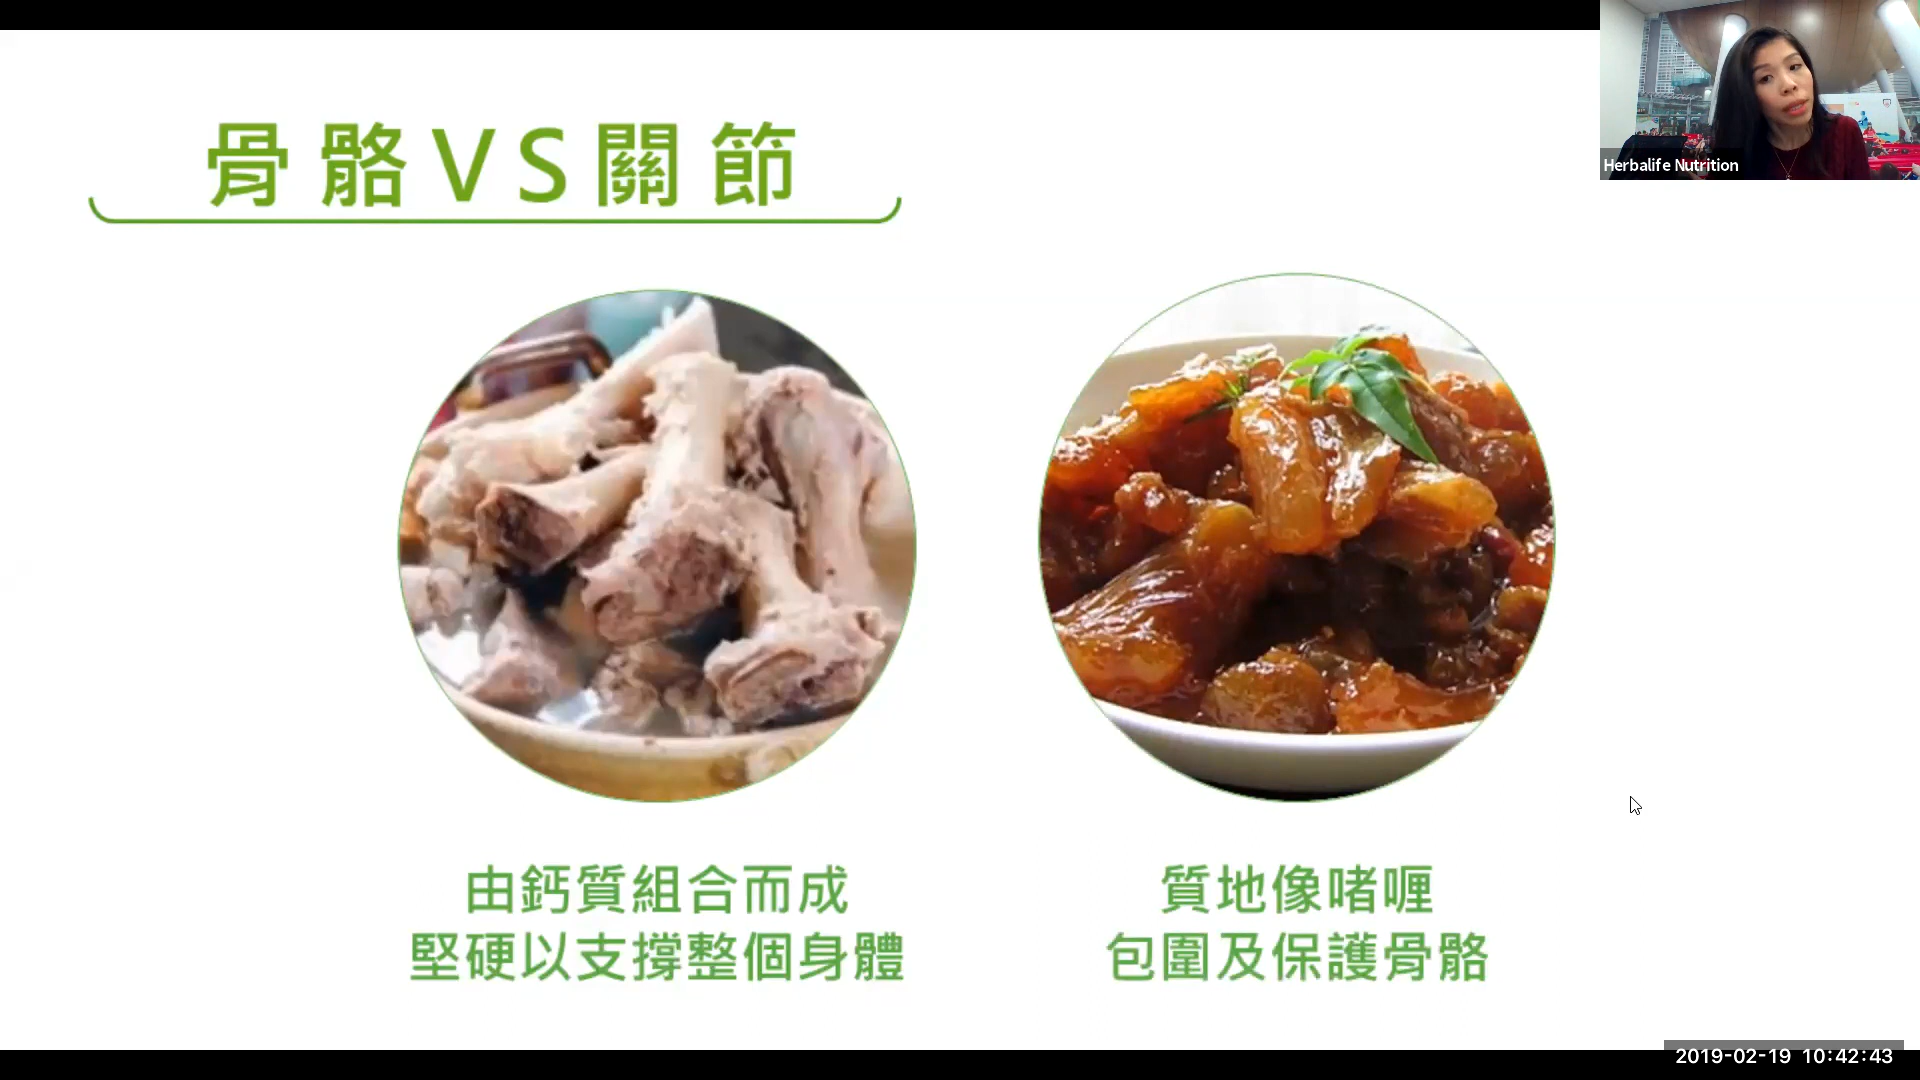 骨骼VS關節
Herbalife Nutrition
由鈣質組合而成
堅硬以支撐整個身體
質地像啫喱
包圍及保護骨骼
2019-02-19 10:42:43